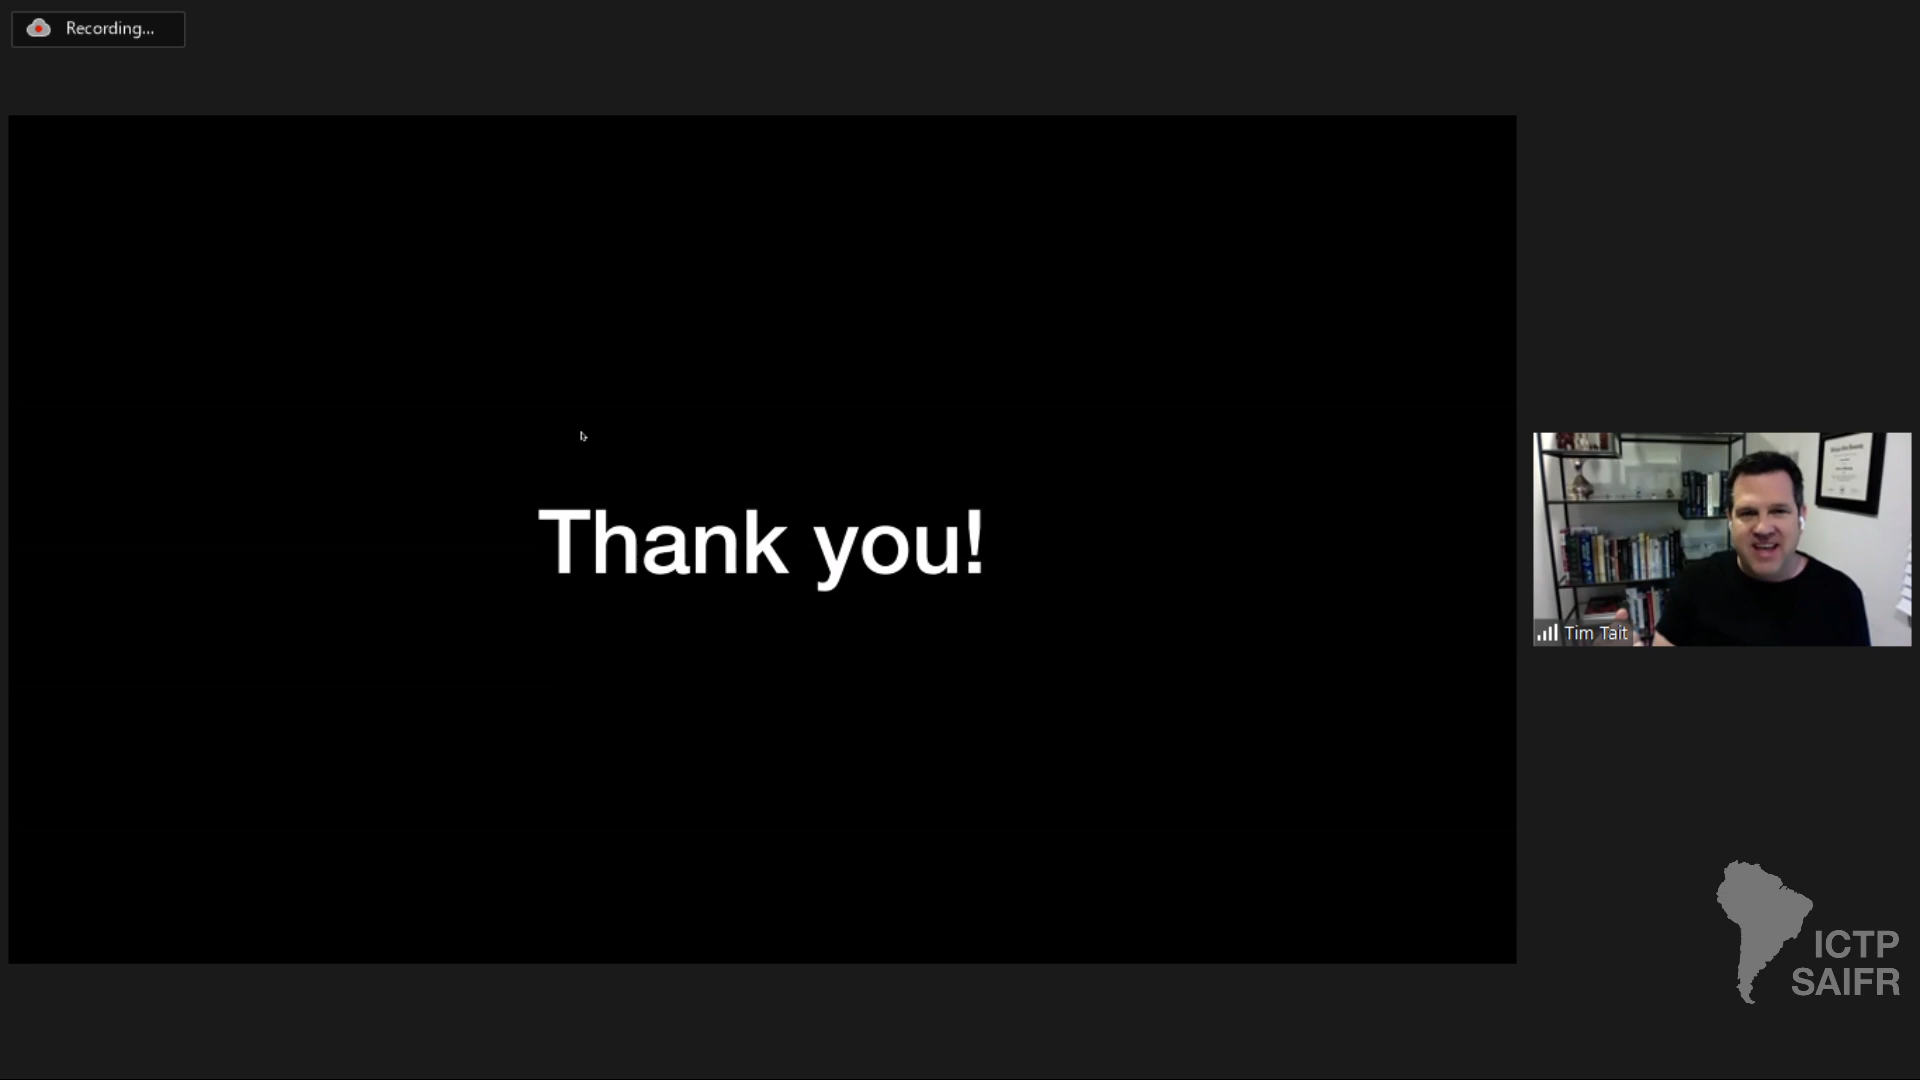 Recording...
Thank you!
Tim Tait
ICTP
SAIFR